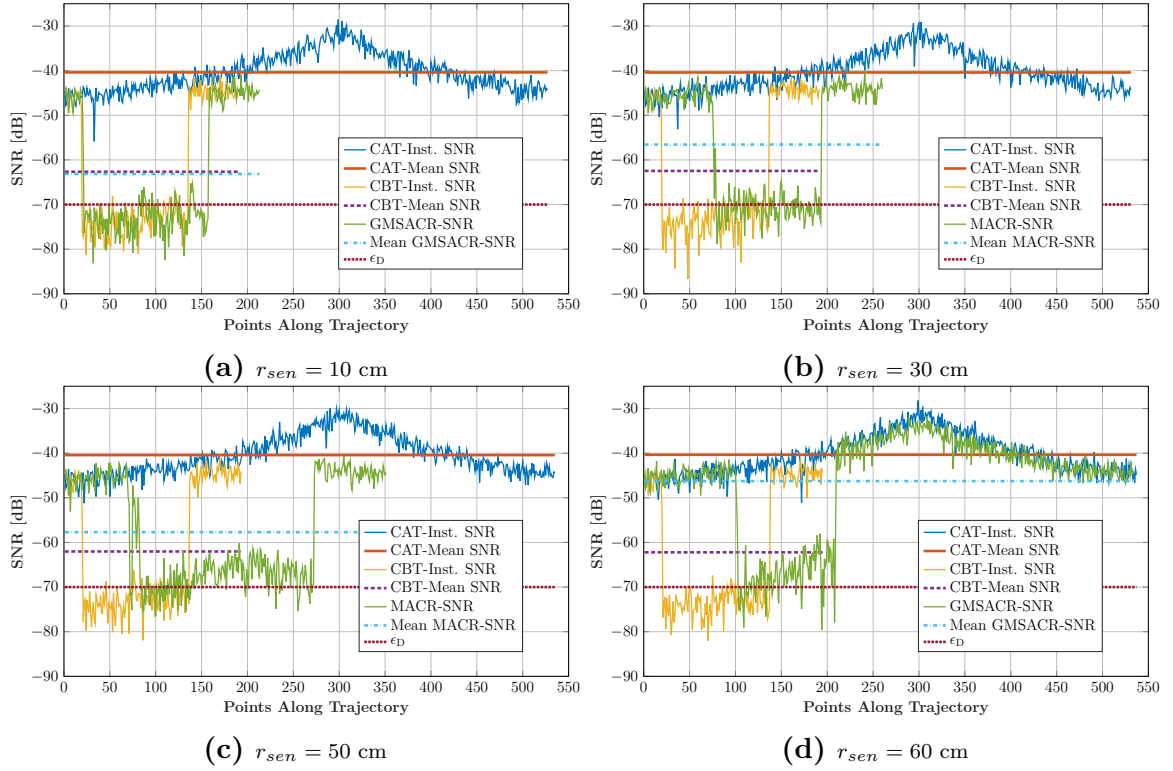 −30
−40
−50
−60
−70
−80
−90
SNR [dB]
CAT-Inst. SNR
CAT-Mean SNR
CBT-Inst. SNR
CBT-Mean SNR
GMSACR-SNR
Mean GMSACR-SNR
ϵD
0 50 100 150 200 250 300 350 400 450 500 550
Points Along Trajectory
(a) r_sen = 10 cm
−30
−40
−50
−60
−70
−80
−90
SNR [dB]
CAT-Inst. SNR
CAT-Mean SNR
CBT-Inst. SNR
CBT-Mean SNR
MACR-SNR
Mean MACR-SNR
ϵD
0 50 100 150 200 250 300 350 400 450 500 550
Points Along Trajectory
(b) r_sen = 30 cm
−30
−40
−50
−60
−70
−80
−90
SNR [dB]
CAT-Inst. SNR
CAT-Mean SNR
CBT-Inst. SNR
CBT-Mean SNR
MACR-SNR
Mean MACR-SNR
ϵD
0 50 100 150 200 250 300 350 400 450 500 550
Points Along Trajectory
(c) r_sen = 50 cm
−30
−40
−50
−60
−70
−80
−90
SNR [dB]
CAT-Inst. SNR
CAT-Mean SNR
CBT-Inst. SNR
CBT-Mean SNR
GMSACR-SNR
Mean GMSACR-SNR
ϵD
0 50 100 150 200 250 300 350 400 450 500 550
Points Along Trajectory
(d) r_sen = 60 cm